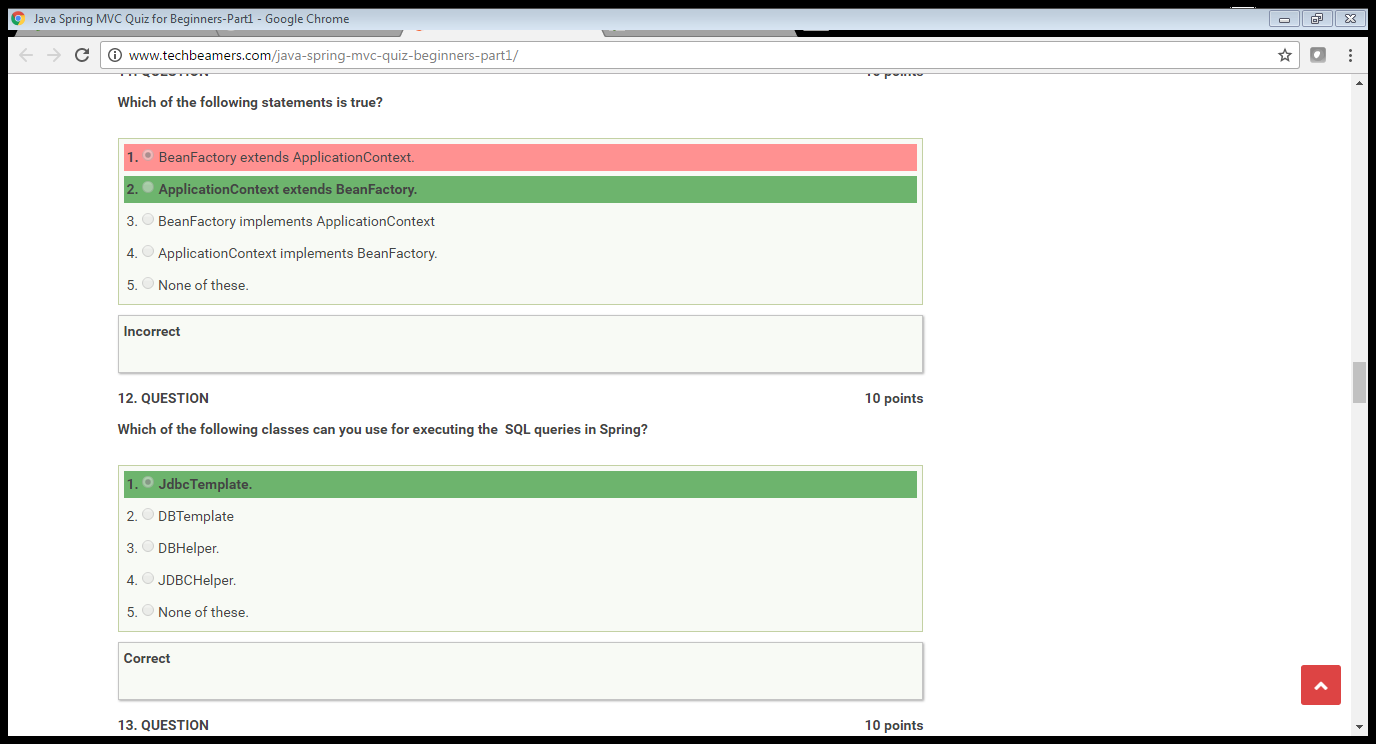 Java Spring MVC Quiz for Beginners-Part1 - Google Chrome
www.techbeamers.com/java-spring-mvc-quiz-beginners-part1/
11. QUESTION 10 points
Which of the following statements is true?
1. BeanFactory extends ApplicationContext.
2. ApplicationContext extends BeanFactory.
3. BeanFactory implements ApplicationContext
4. ApplicationContext implements BeanFactory.
5. None of these.
Incorrect
12. QUESTION 10 points
Which of the following classes can you use for executing the  SQL queries in Spring?
1. JdbcTemplate.
2. DBTemplate
3. DBHelper.
4. JDBCHelper.
5. None of these.
Correct
13. QUESTION 10 points